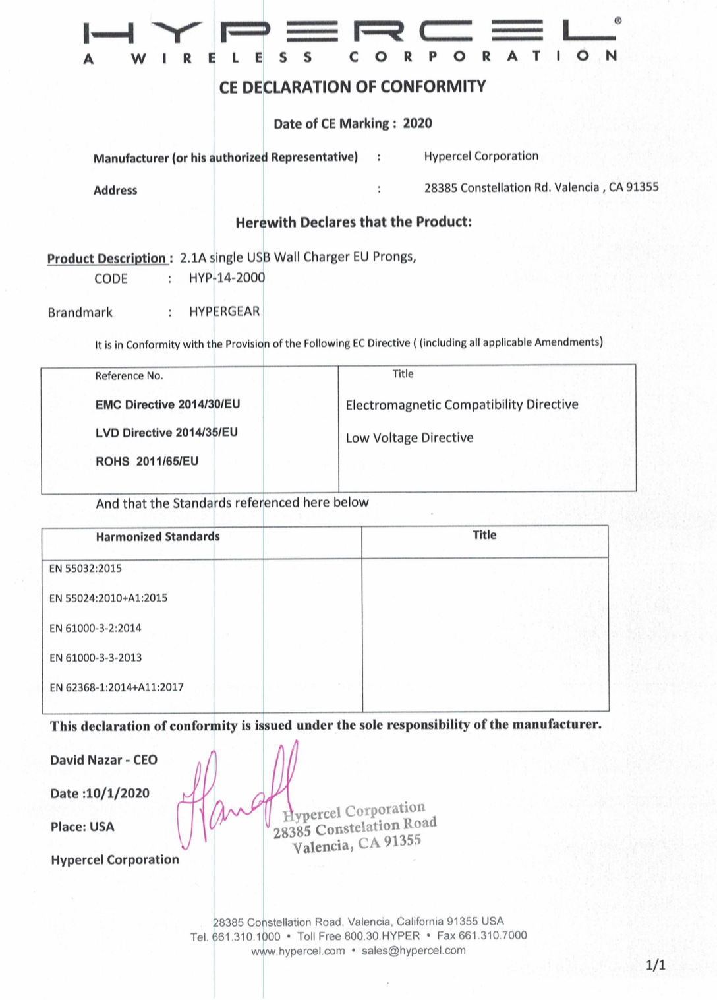 HYPERCEL®
A WIRELESS CORPORATION
CE DECLARATION OF CONFORMITY
Date of CE Marking : 2020
Manufacturer (or his authorized Representative) : Hypercel Corporation
Address : 28385 Constellation Rd. Valencia , CA 91355
Herewith Declares that the Product:
Product Description : 2.1A single USB Wall Charger EU Prongs,
CODE : HYP-14-2000
Brandmark : HYPERGEAR
It is in Conformity with the Provision of the Following EC Directive ( (including all applicable Amendments)
Reference No. Title
EMC Directive 2014/30/EU Electromagnetic Compatibility Directive
LVD Directive 2014/35/EU Low Voltage Directive
ROHS 2011/65/EU
And that the Standards referenced here below
Harmonized Standards Title
EN 55032:2015
EN 55024:2010+A1:2015
EN 61000-3-2:2014
EN 61000-3-3-2013
EN 62368-1:2014+A11:2017
This declaration of conformity is issued under the sole responsibility of the manufacturer.
David Nazar - CEO
Date :10/1/2020
Place: USA
Hypercel Corporation
Hypercel Corporation
28385 Constelation Road
Valencia, CA 91355
28385 Constellation Road, Valencia, California 91355 USA
Tel. 661.310.1000 • Toll Free 800.30.HYPER • Fax 661.310.7000
www.hypercel.com • sales@hypercel.com
1/1